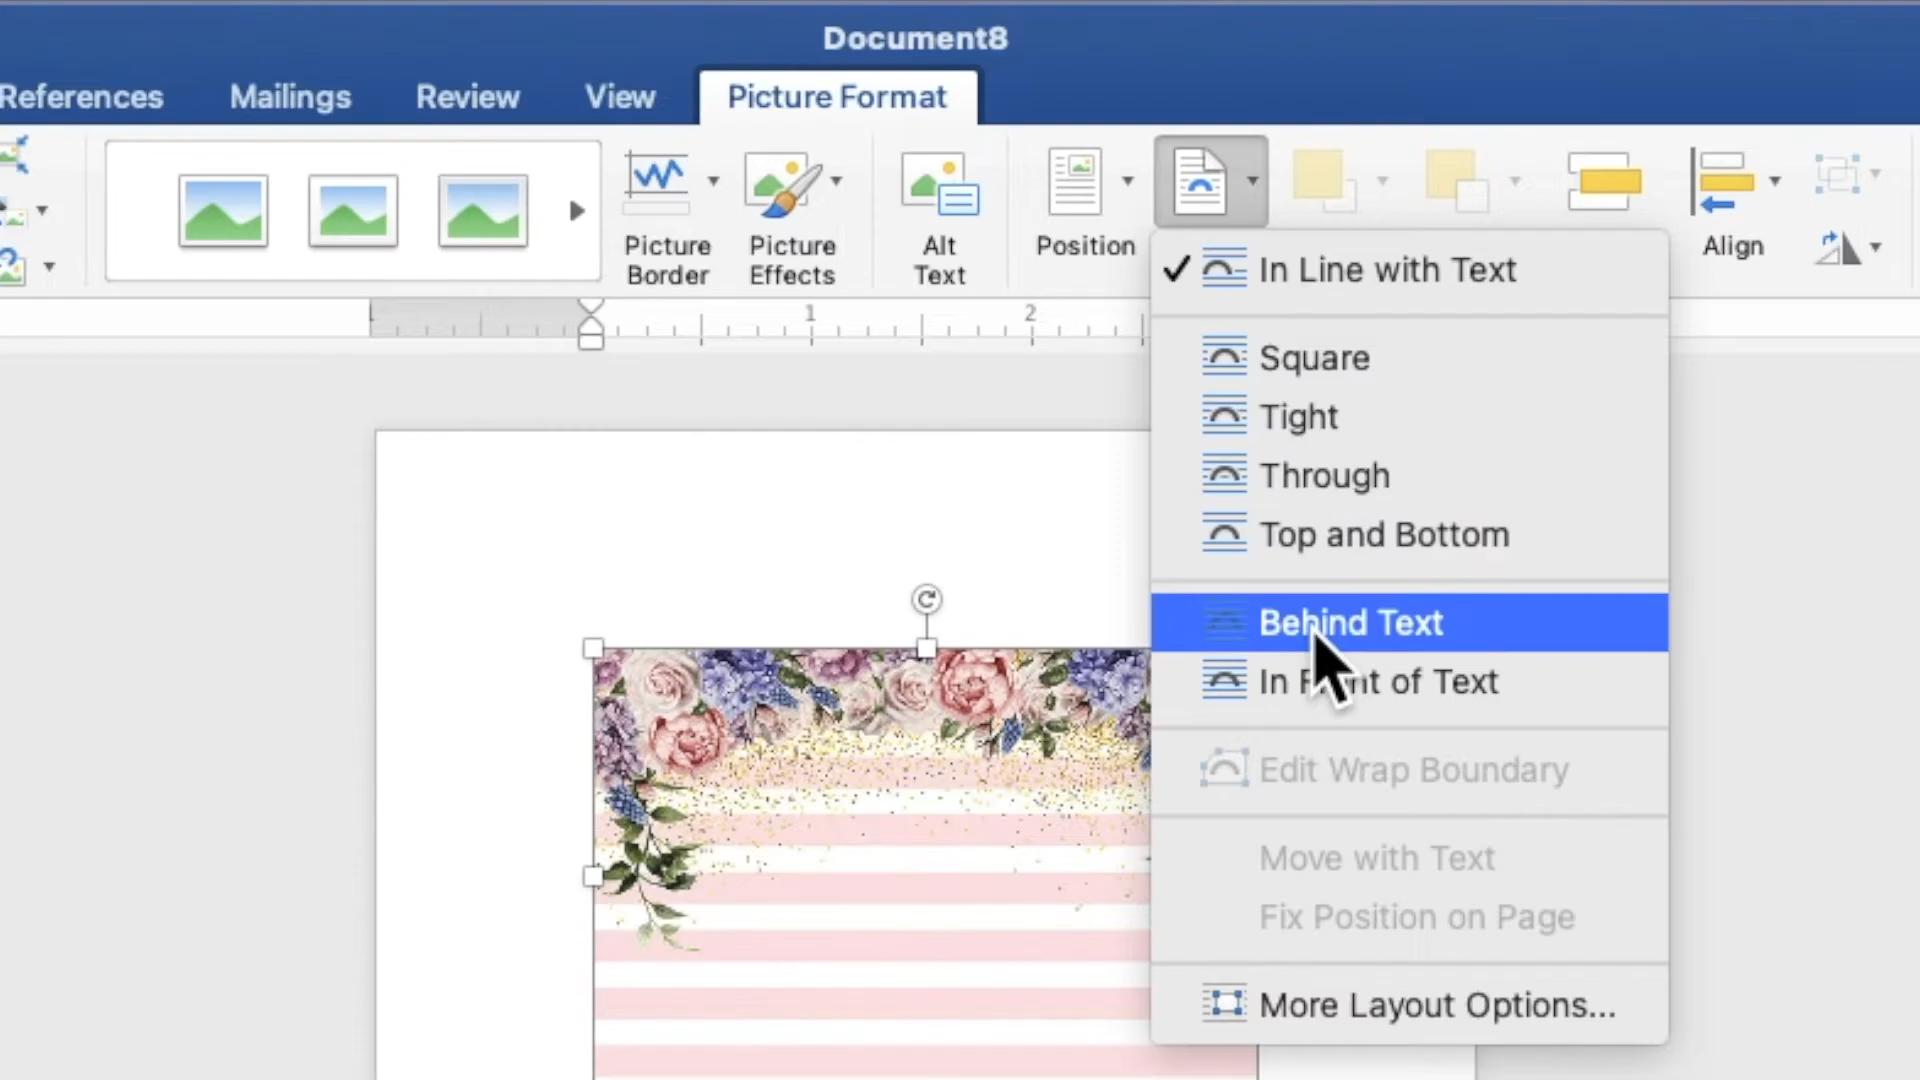 Document8
References Mailings Review View Picture Format
Picture
Border
Picture
Effects
Alt
Text
Position
Align
1 2
✓ In Line with Text
Square
Tight
Through
Top and Bottom
Behind Text
In Front of Text
Edit Wrap Boundary
Move with Text
Fix Position on Page
More Layout Options...